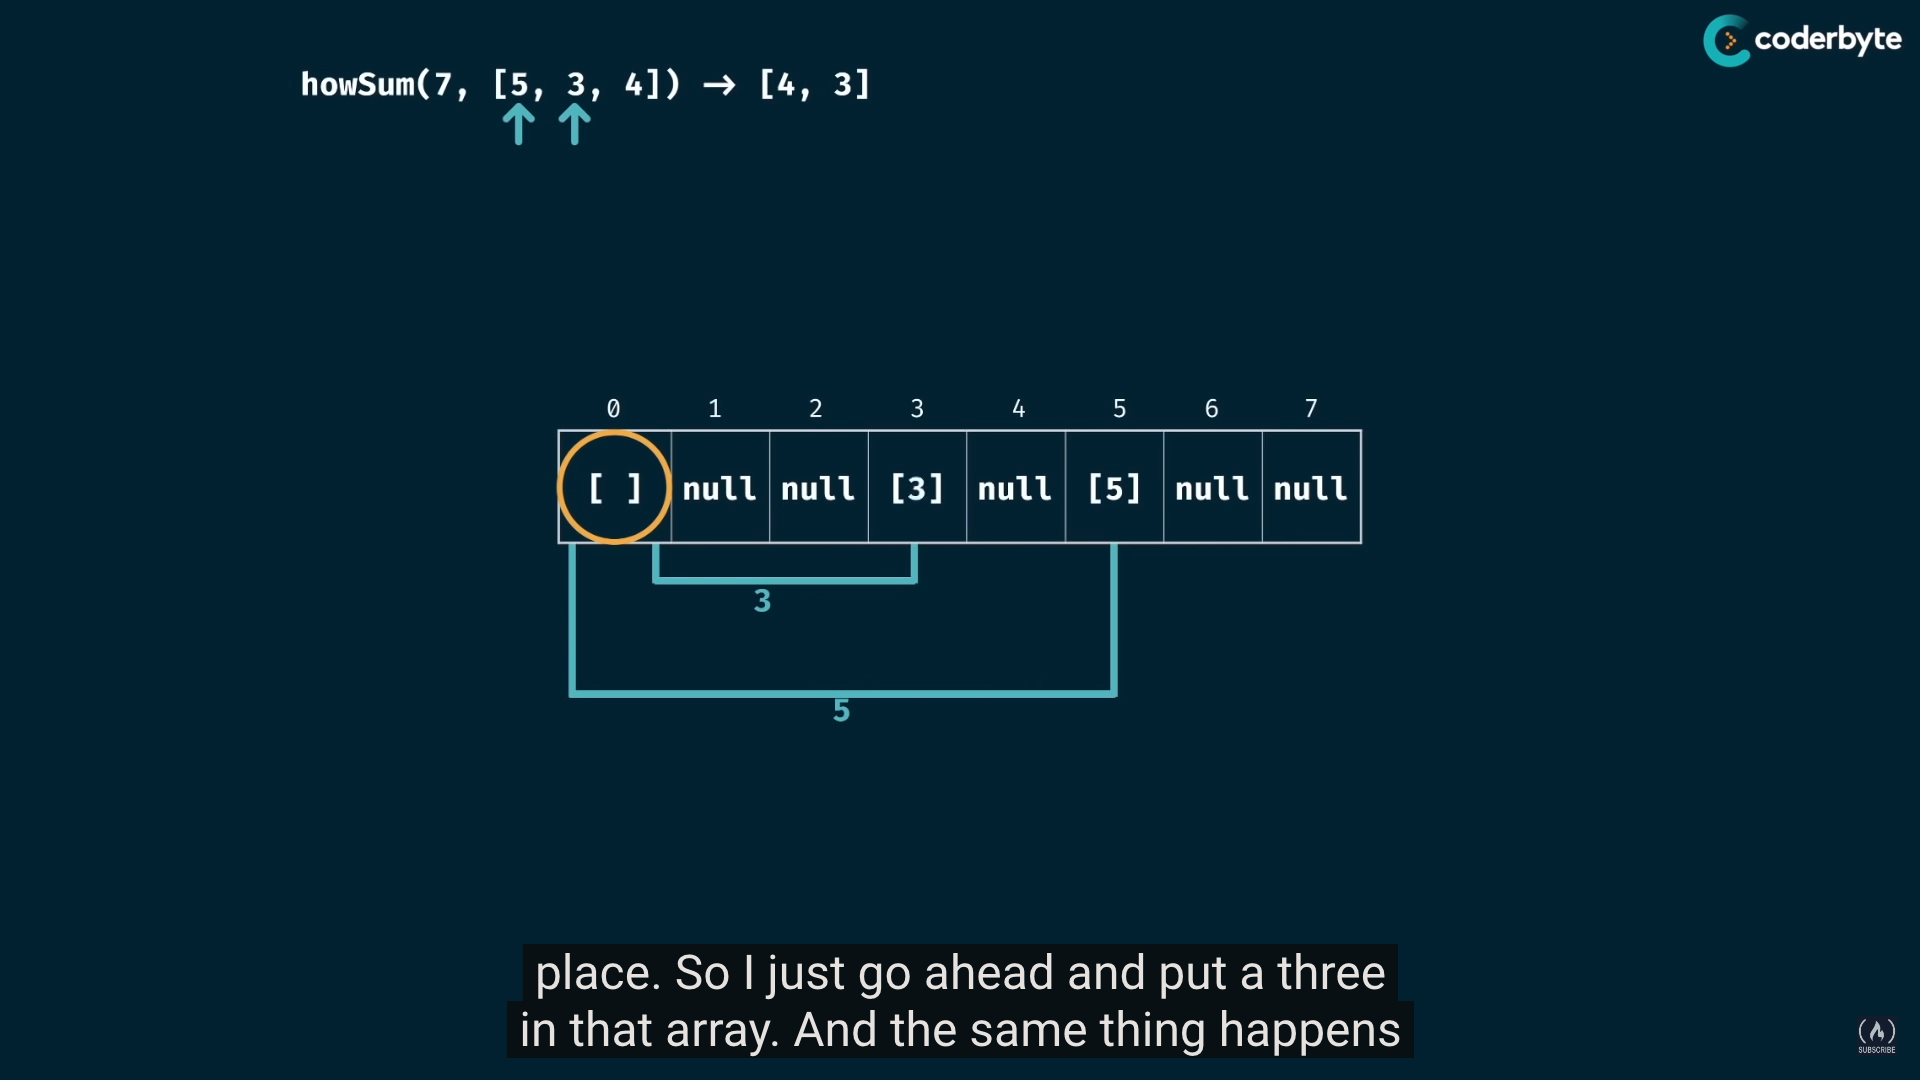 coderbyte
howSum(7, [5, 3, 4]) → [4, 3]
0 1 2 3 4 5 6 7
[ ] null null [3] null [5] null null
3
5
place. So I just go ahead and put a three
in that array. And the same thing happens
SUBSCRIBE